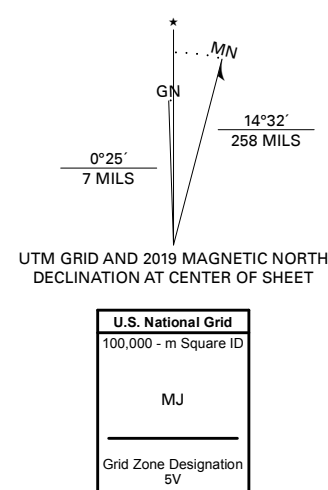 ★
MN
GN
14°32´
258 MILS
0°25´
7 MILS
UTM GRID AND 2019 MAGNETIC NORTH
DECLINATION AT CENTER OF SHEET
U.S. National Grid
100,000 - m Square ID
MJ
Grid Zone Designation
5V